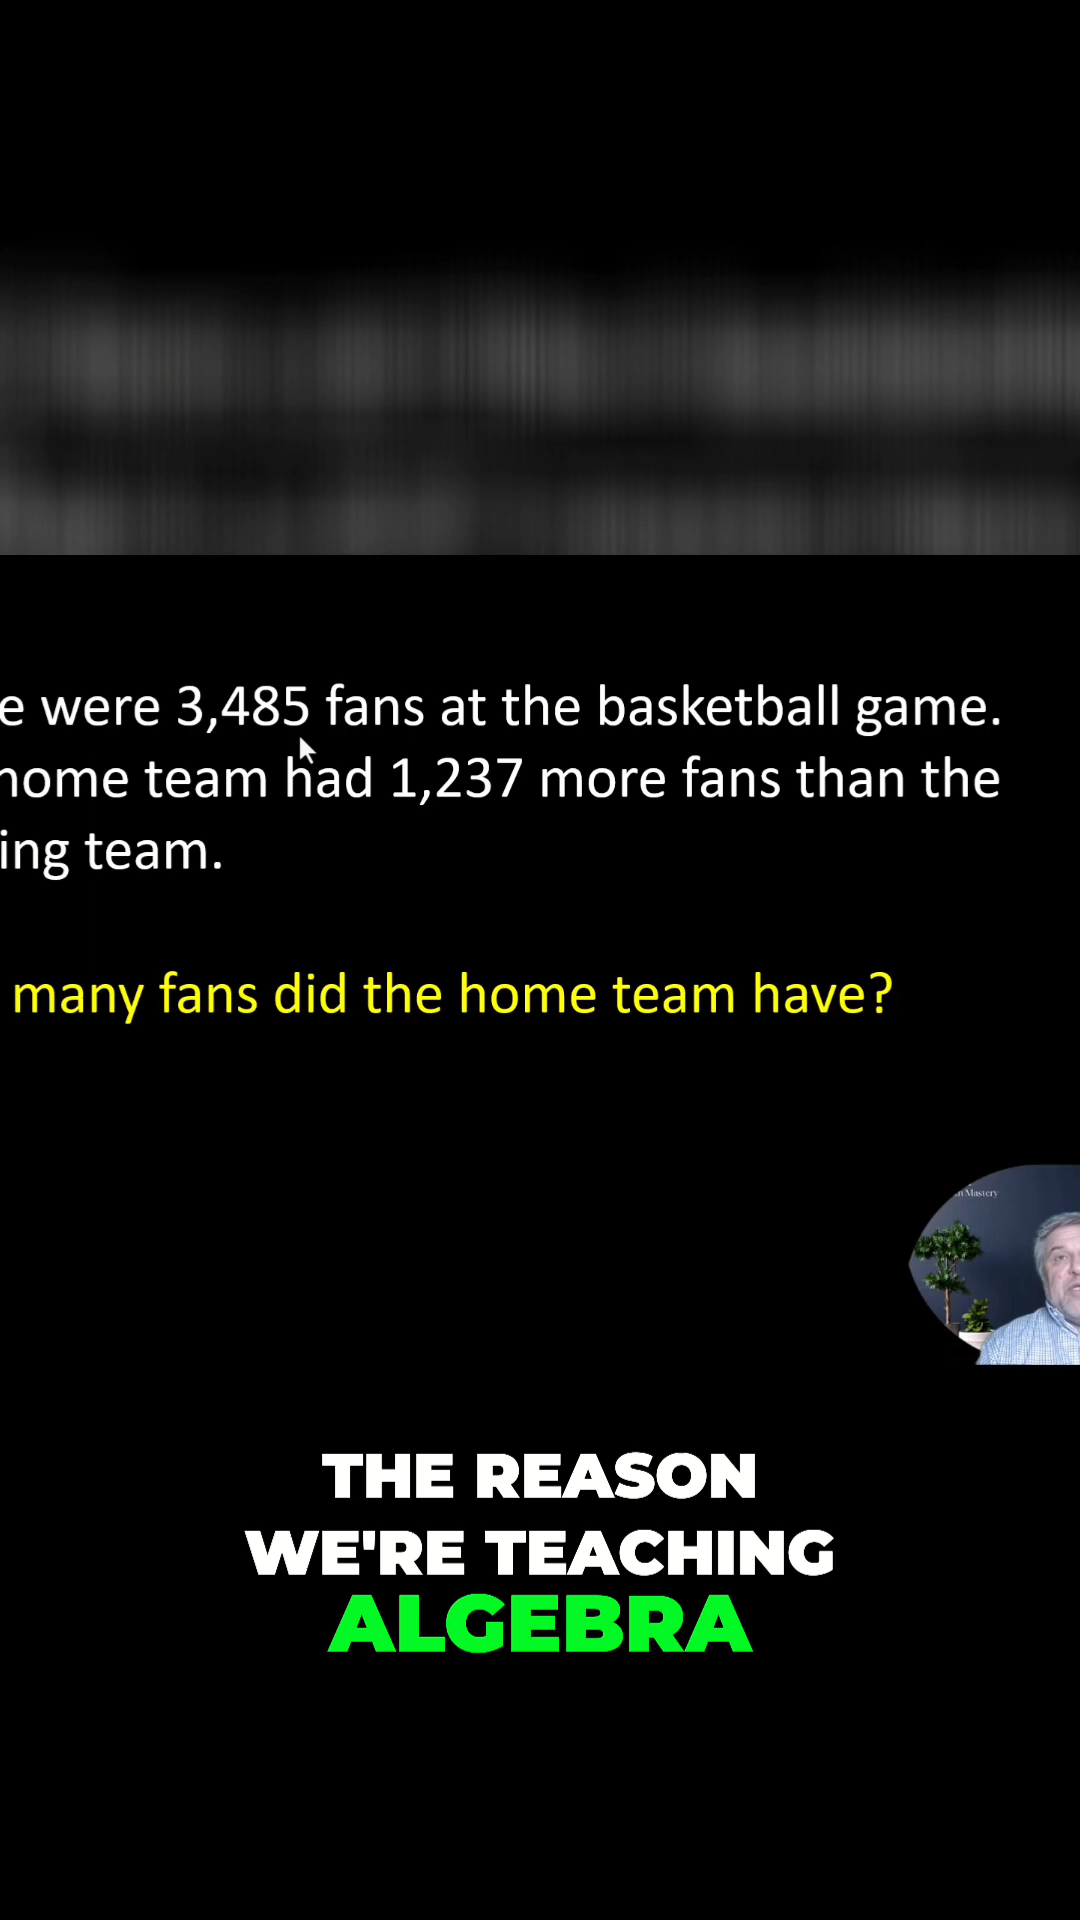 e were 3,485 fans at the basketball game.
home team had 1,237 more fans than the
ing team.
many fans did the home team have?
n Mastery
THE REASON
WE'RE TEACHING
ALGEBRA